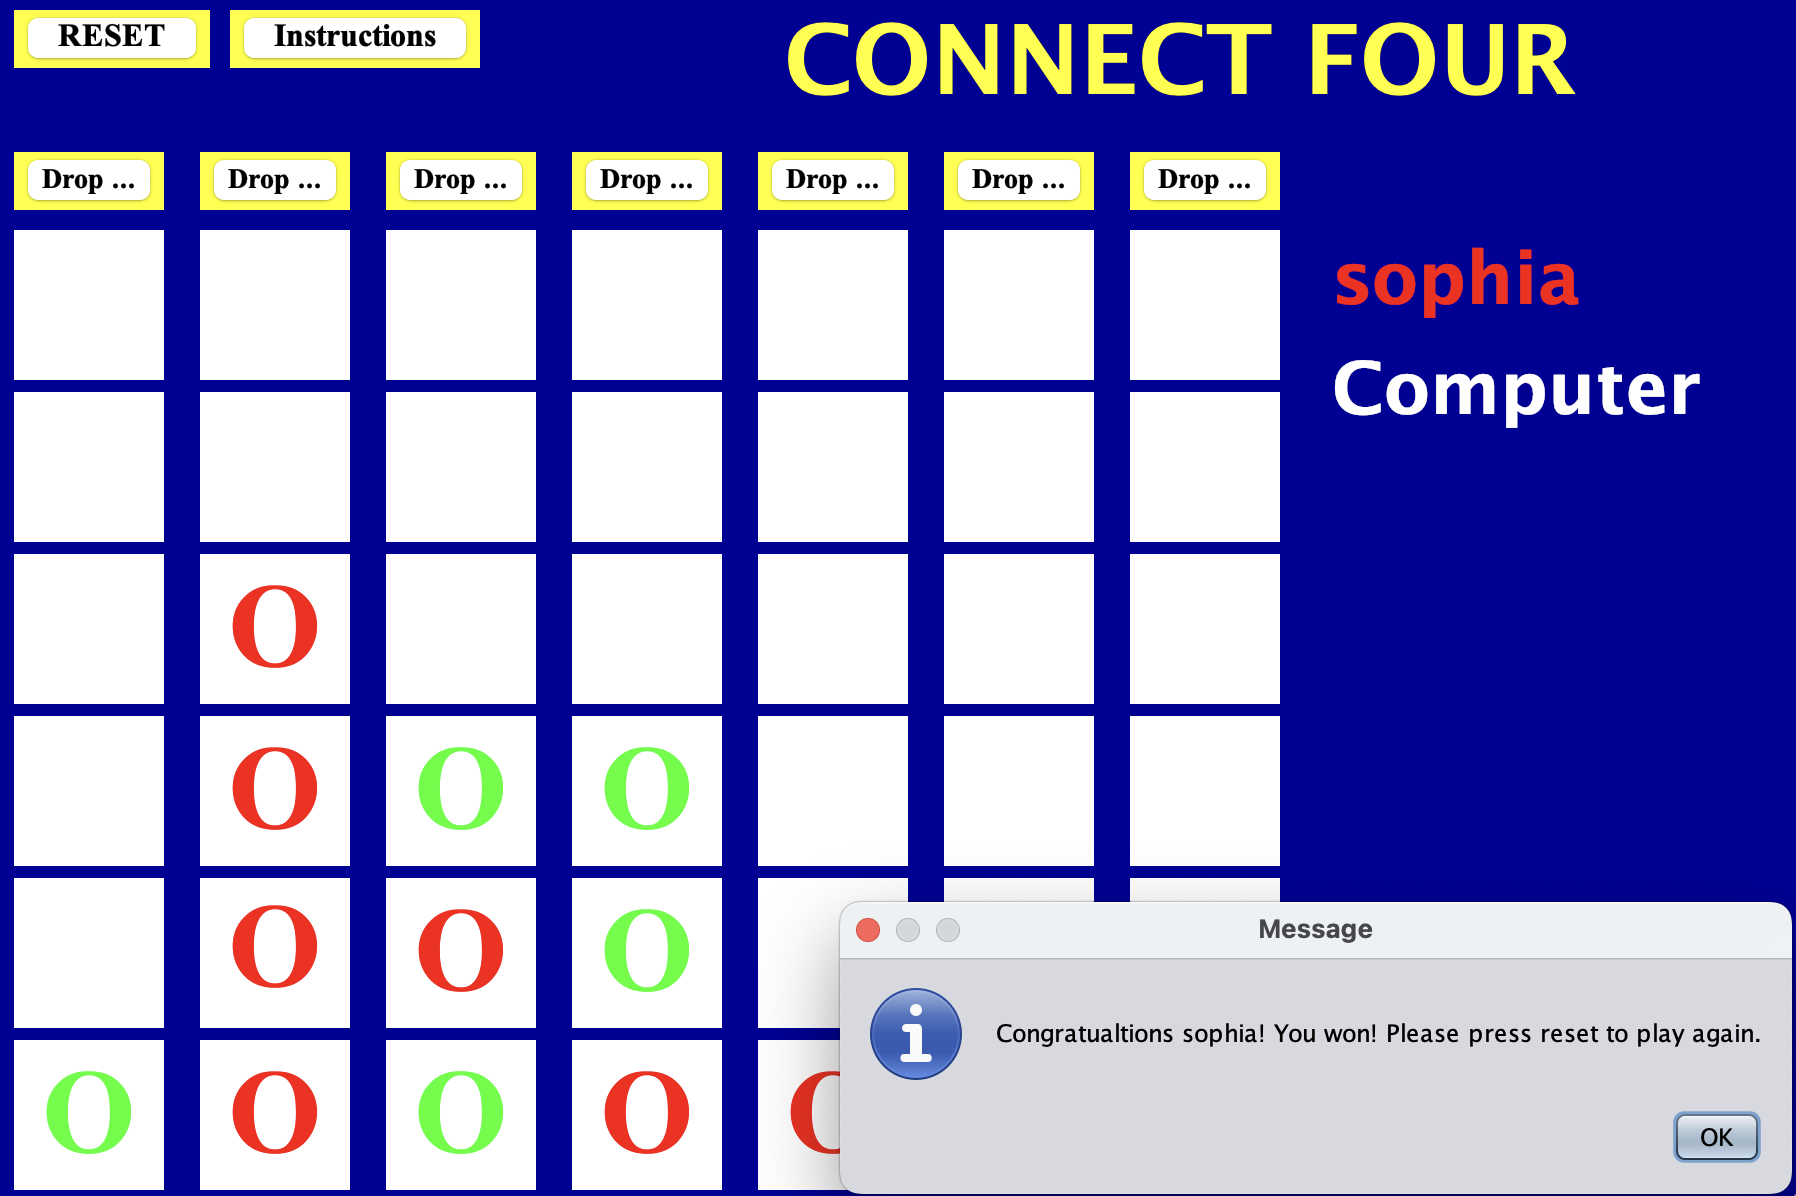 RESET Instructions CONNECT FOUR
Drop ... Drop ... Drop ... Drop ... Drop ... Drop ... Drop ...
sophia
Computer
O
O O O
O O O
Message
Congratualtions sophia! You won! Please press reset to play again.
O O O O O
OK